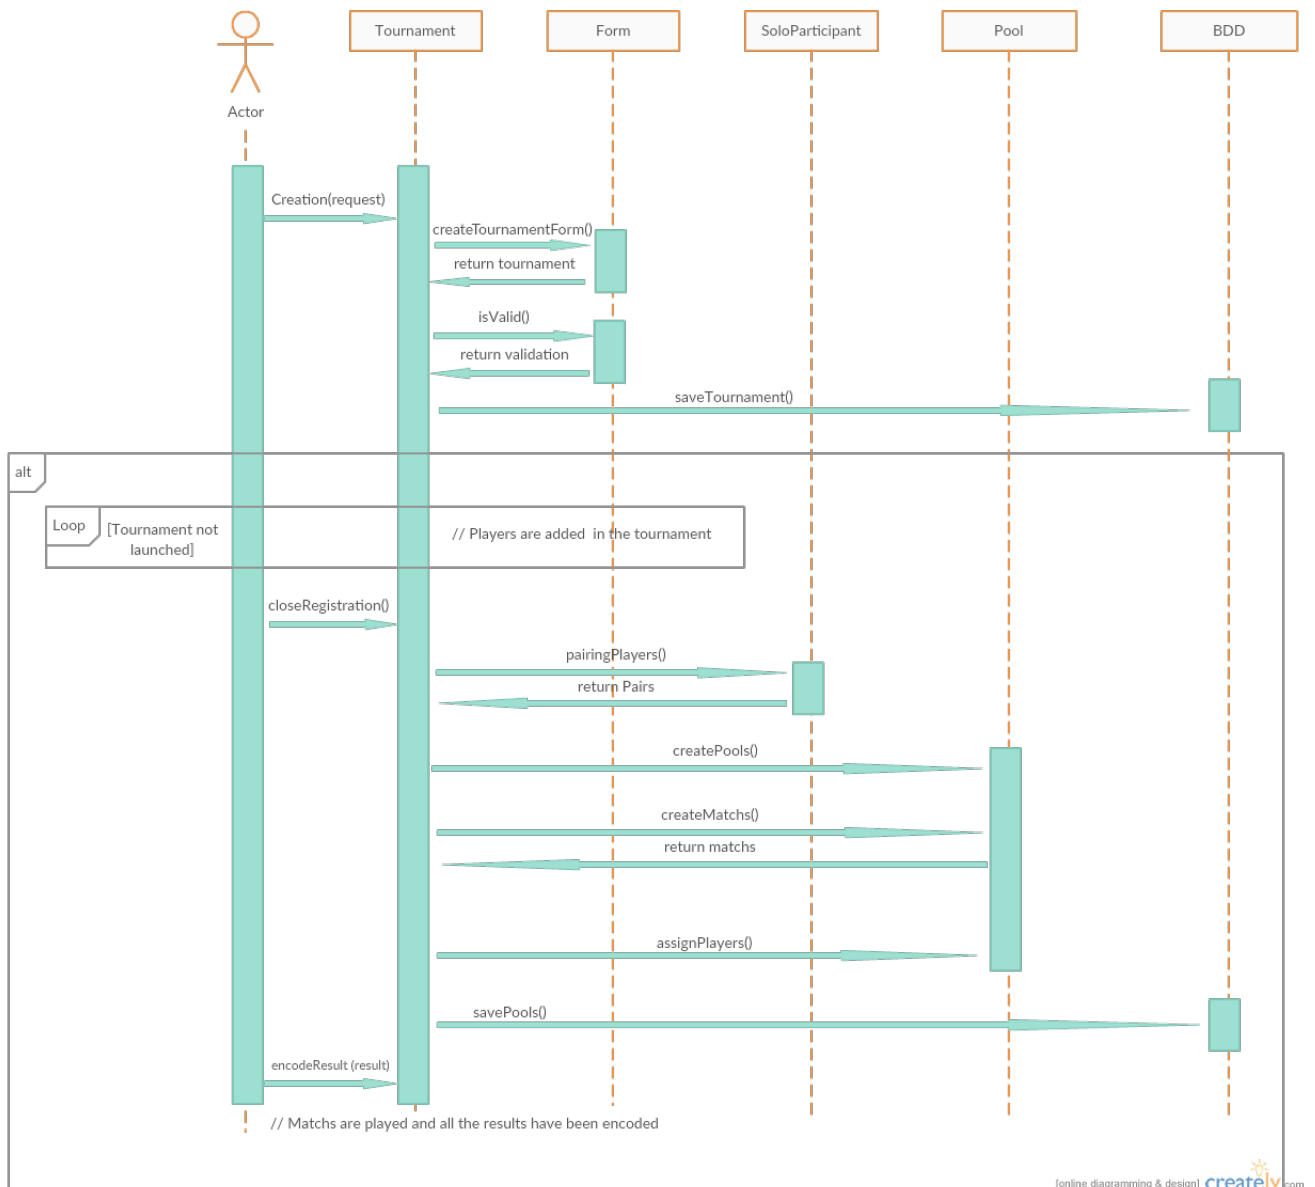 Tournament
Form
SoloParticipant
Pool
BDD
Actor
Creation(request)
createTournamentForm()
return tournament
isValid()
return validation
saveTournament()
alt
Loop
[Tournament not
launched]
// Players are added in the tournament
closeRegistration()
pairingPlayers()
return Pairs
createPools()
createMatchs()
return matchs
assignPlayers()
savePools()
encodeResult (result)
// Matchs are played and all the results have been encoded
[online diagramming & design] creately.com